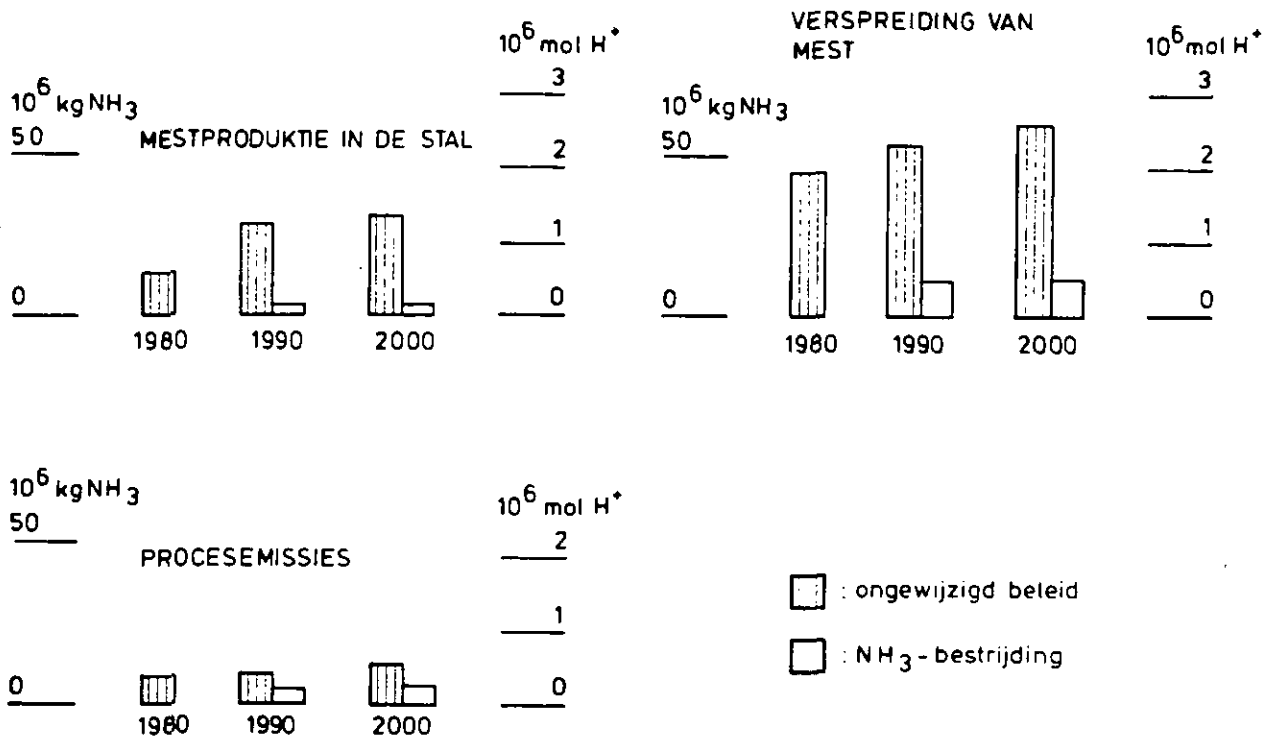 10⁶ kg NH₃
50
MESTPRODUKTIE IN DE STAL
10⁶ mol H⁺
3
2
1
0
0
1980 1990 2000
VERSPREIDING VAN
MEST
10⁶ kg NH₃
50
0
10⁶ mol H⁺
3
2
1
0
1980 1990 2000
10⁶ kg NH₃
50
PROCESEMISSIES
0
10⁶ mol H⁺
2
1
0
1980 1990 2000
: ongewijzigd beleid
: NH₃-bestrijding